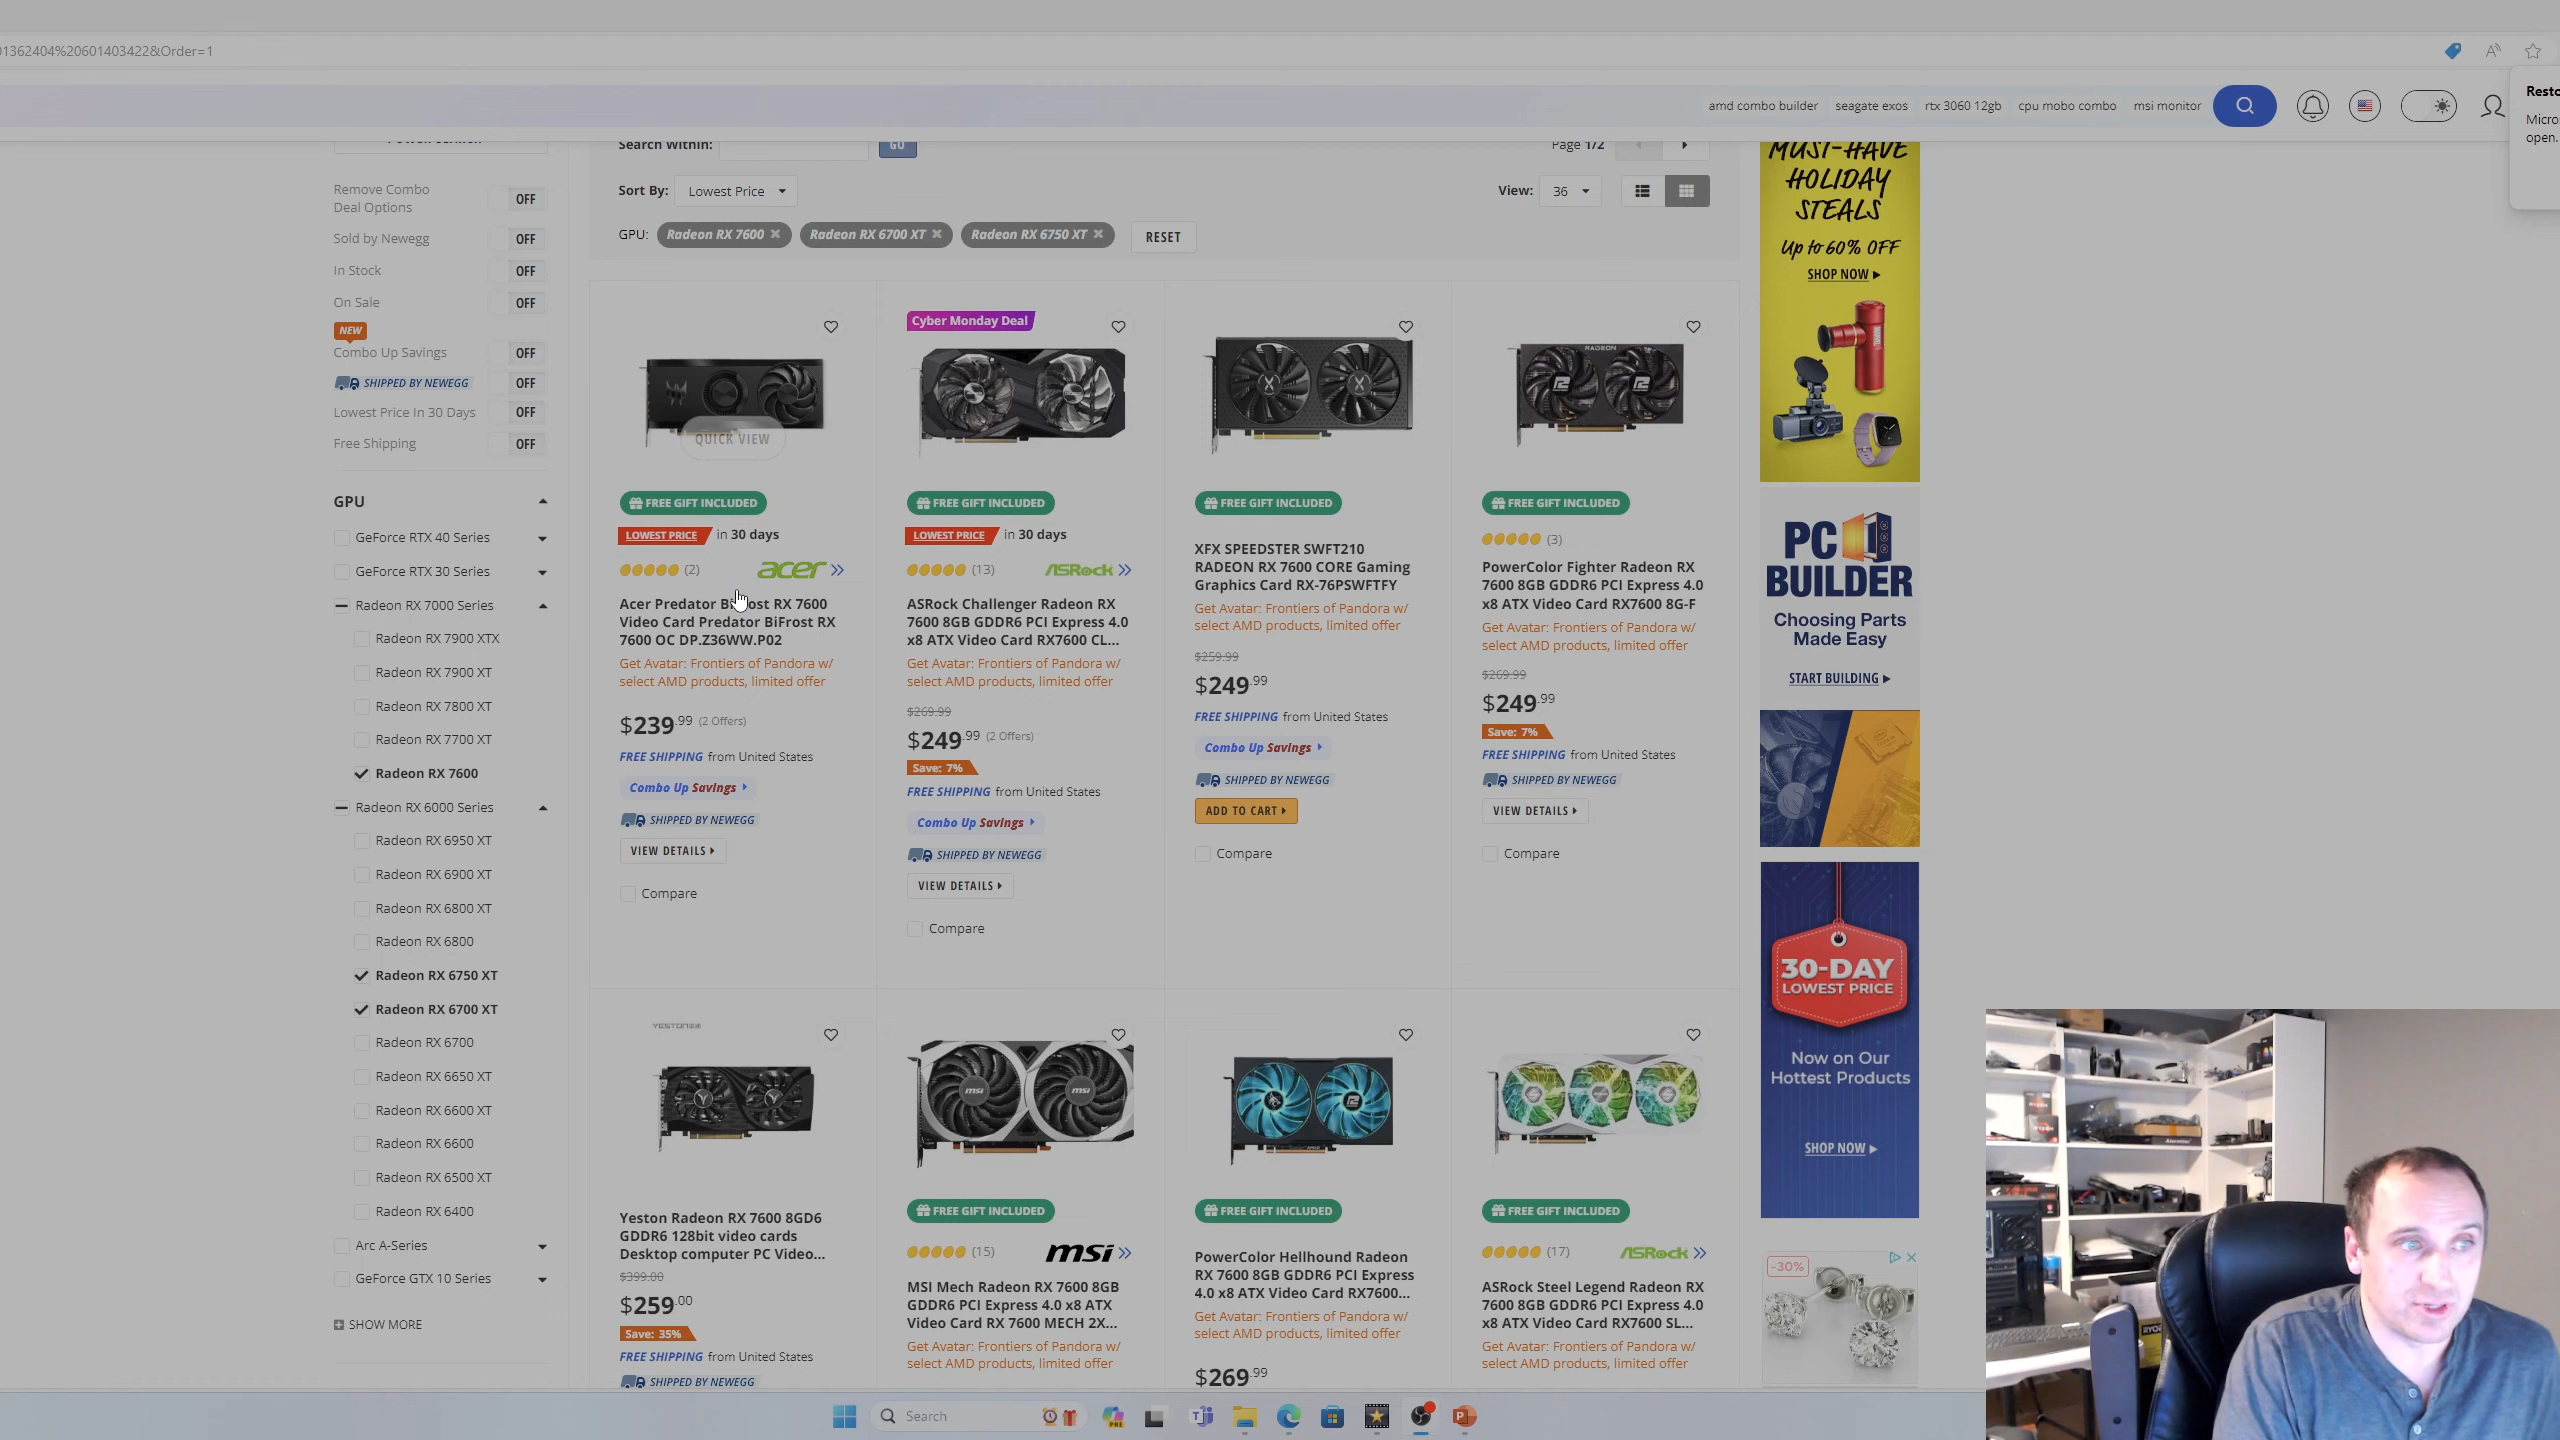 01362404%20601403422&Order=1
amd combo builder
seagate exos
rtx 3060 12gb
cpu mobo combo
msi monitor
Micro
open.
Search Within:
GO
Page 1/2
Remove Combo
Deal Options
OFF
Sold by Newegg
OFF
In Stock
OFF
On Sale
OFF
NEW
Combo Up Savings
OFF
SHIPPED BY NEWEGG
OFF
Lowest Price In 30 Days
OFF
Free Shipping
OFF
GPU
GeForce RTX 40 Series
GeForce RTX 30 Series
Radeon RX 7000 Series
Radeon RX 7900 XTX
Radeon RX 7900 XT
Radeon RX 7800 XT
Radeon RX 7700 XT
Radeon RX 7600
Radeon RX 6000 Series
Radeon RX 6950 XT
Radeon RX 6900 XT
Radeon RX 6800 XT
Radeon RX 6800
Radeon RX 6750 XT
Radeon RX 6700 XT
Radeon RX 6700
Radeon RX 6650 XT
Radeon RX 6600 XT
Radeon RX 6600
Radeon RX 6500 XT
Radeon RX 6400
Arc A-Series
GeForce GTX 10 Series
SHOW MORE
Sort By:
Lowest Price
View:
36
GPU:
Radeon RX 7600
Radeon RX 6700 XT
Radeon RX 6750 XT
RESET
QUICK VIEW
FREE GIFT INCLUDED
LOWEST PRICE in 30 days
(2)
acer
Acer Predator BiFrost RX 7600
Video Card Predator BiFrost RX
7600 OC DP.Z36WW.P02
Get Avatar: Frontiers of Pandora w/
select AMD products, limited offer
$239.99 (2 Offers)
FREE SHIPPING from United States
Combo Up Savings
SHIPPED BY NEWEGG
VIEW DETAILS
Compare
Cyber Monday Deal
FREE GIFT INCLUDED
LOWEST PRICE in 30 days
(13)
ASRock
ASRock Challenger Radeon RX
7600 8GB GDDR6 PCI Express 4.0
x8 ATX Video Card RX7600 CL...
Get Avatar: Frontiers of Pandora w/
select AMD products, limited offer
$269.99
$249.99 (2 Offers)
Save: 7%
FREE SHIPPING from United States
Combo Up Savings
SHIPPED BY NEWEGG
VIEW DETAILS
Compare
FREE GIFT INCLUDED
XFX SPEEDSTER SWFT210
RADEON RX 7600 CORE Gaming
Graphics Card RX-76PSWFTFY
Get Avatar: Frontiers of Pandora w/
select AMD products, limited offer
$259.99
$249.99
FREE SHIPPING from United States
Combo Up Savings
SHIPPED BY NEWEGG
ADD TO CART
Compare
RADEON
FREE GIFT INCLUDED
(3)
PowerColor Fighter Radeon RX
7600 8GB GDDR6 PCI Express 4.0
x8 ATX Video Card RX7600 8G-F
Get Avatar: Frontiers of Pandora w/
select AMD products, limited offer
$269.99
$249.99
Save: 7%
FREE SHIPPING from United States
SHIPPED BY NEWEGG
VIEW DETAILS
Compare
YESTON
Yeston Radeon RX 7600 8GD6
GDDR6 128bit video cards
Desktop computer PC Video...
$399.00
$259.00
Save: 35%
FREE SHIPPING from United States
SHIPPED BY NEWEGG
msi
msi
FREE GIFT INCLUDED
(15)
msi
MSI Mech Radeon RX 7600 8GB
GDDR6 PCI Express 4.0 x8 ATX
Video Card RX 7600 MECH 2X...
Get Avatar: Frontiers of Pandora w/
select AMD products, limited offer
FREE GIFT INCLUDED
PowerColor Hellhound Radeon
RX 7600 8GB GDDR6 PCI Express
4.0 x8 ATX Video Card RX7600...
Get Avatar: Frontiers of Pandora w/
select AMD products, limited offer
$269.99
FREE GIFT INCLUDED
(17)
ASRock
ASRock Steel Legend Radeon RX
7600 8GB GDDR6 PCI Express 4.0
x8 ATX Video Card RX7600 SL...
Get Avatar: Frontiers of Pandora w/
select AMD products, limited offer
MUST-HAVE
HOLIDAY
STEALS
Up to 60% OFF
SHOP NOW
PC
BUILDER
Choosing Parts
Made Easy
START BUILDING
30-DAY
LOWEST PRICE
Now on Our
Hottest Products
SHOP NOW
-30%
RYOBI
Search
PRE